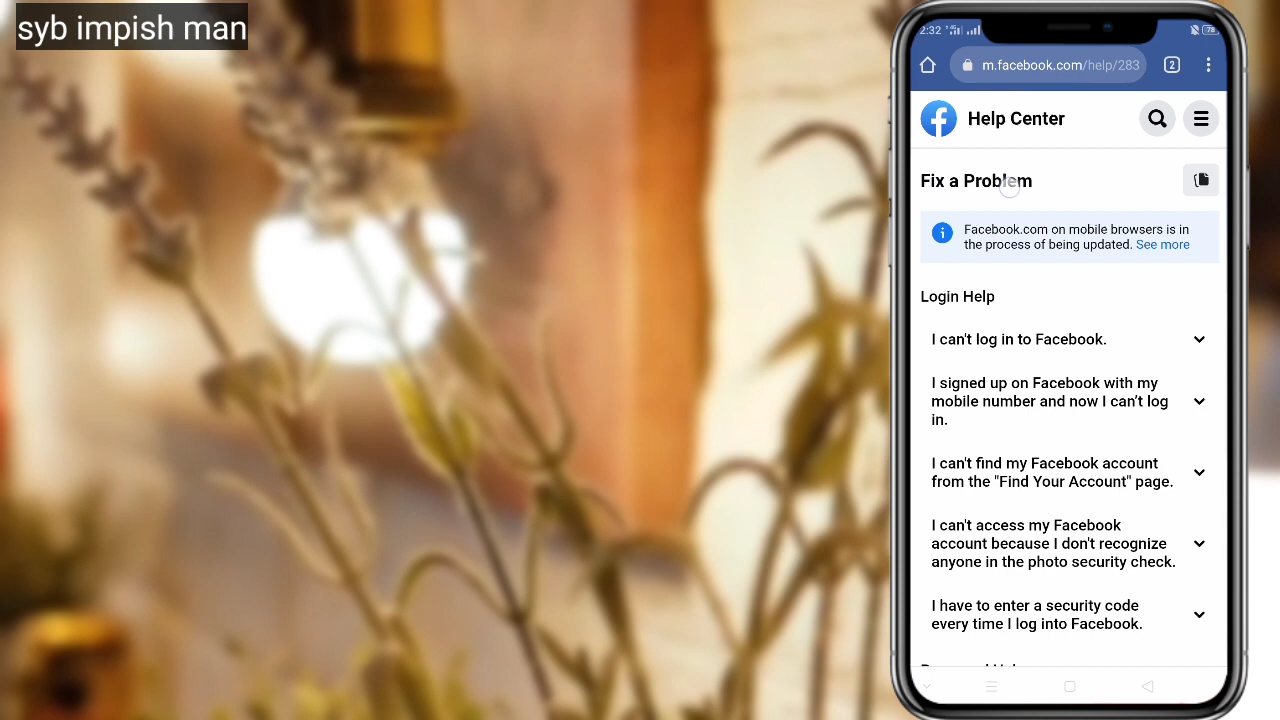 syb impish man
2:32
78
m.facebook.com/help/283
2
Help Center
Fix a Problem
Facebook.com on mobile browsers is in
the process of being updated. See more
Login Help
I can't log in to Facebook.
I signed up on Facebook with my
mobile number and now I can't log
in.
I can't find my Facebook account
from the "Find Your Account" page.
I can't access my Facebook
account because I don't recognize
anyone in the photo security check.
I have to enter a security code
every time I log into Facebook.